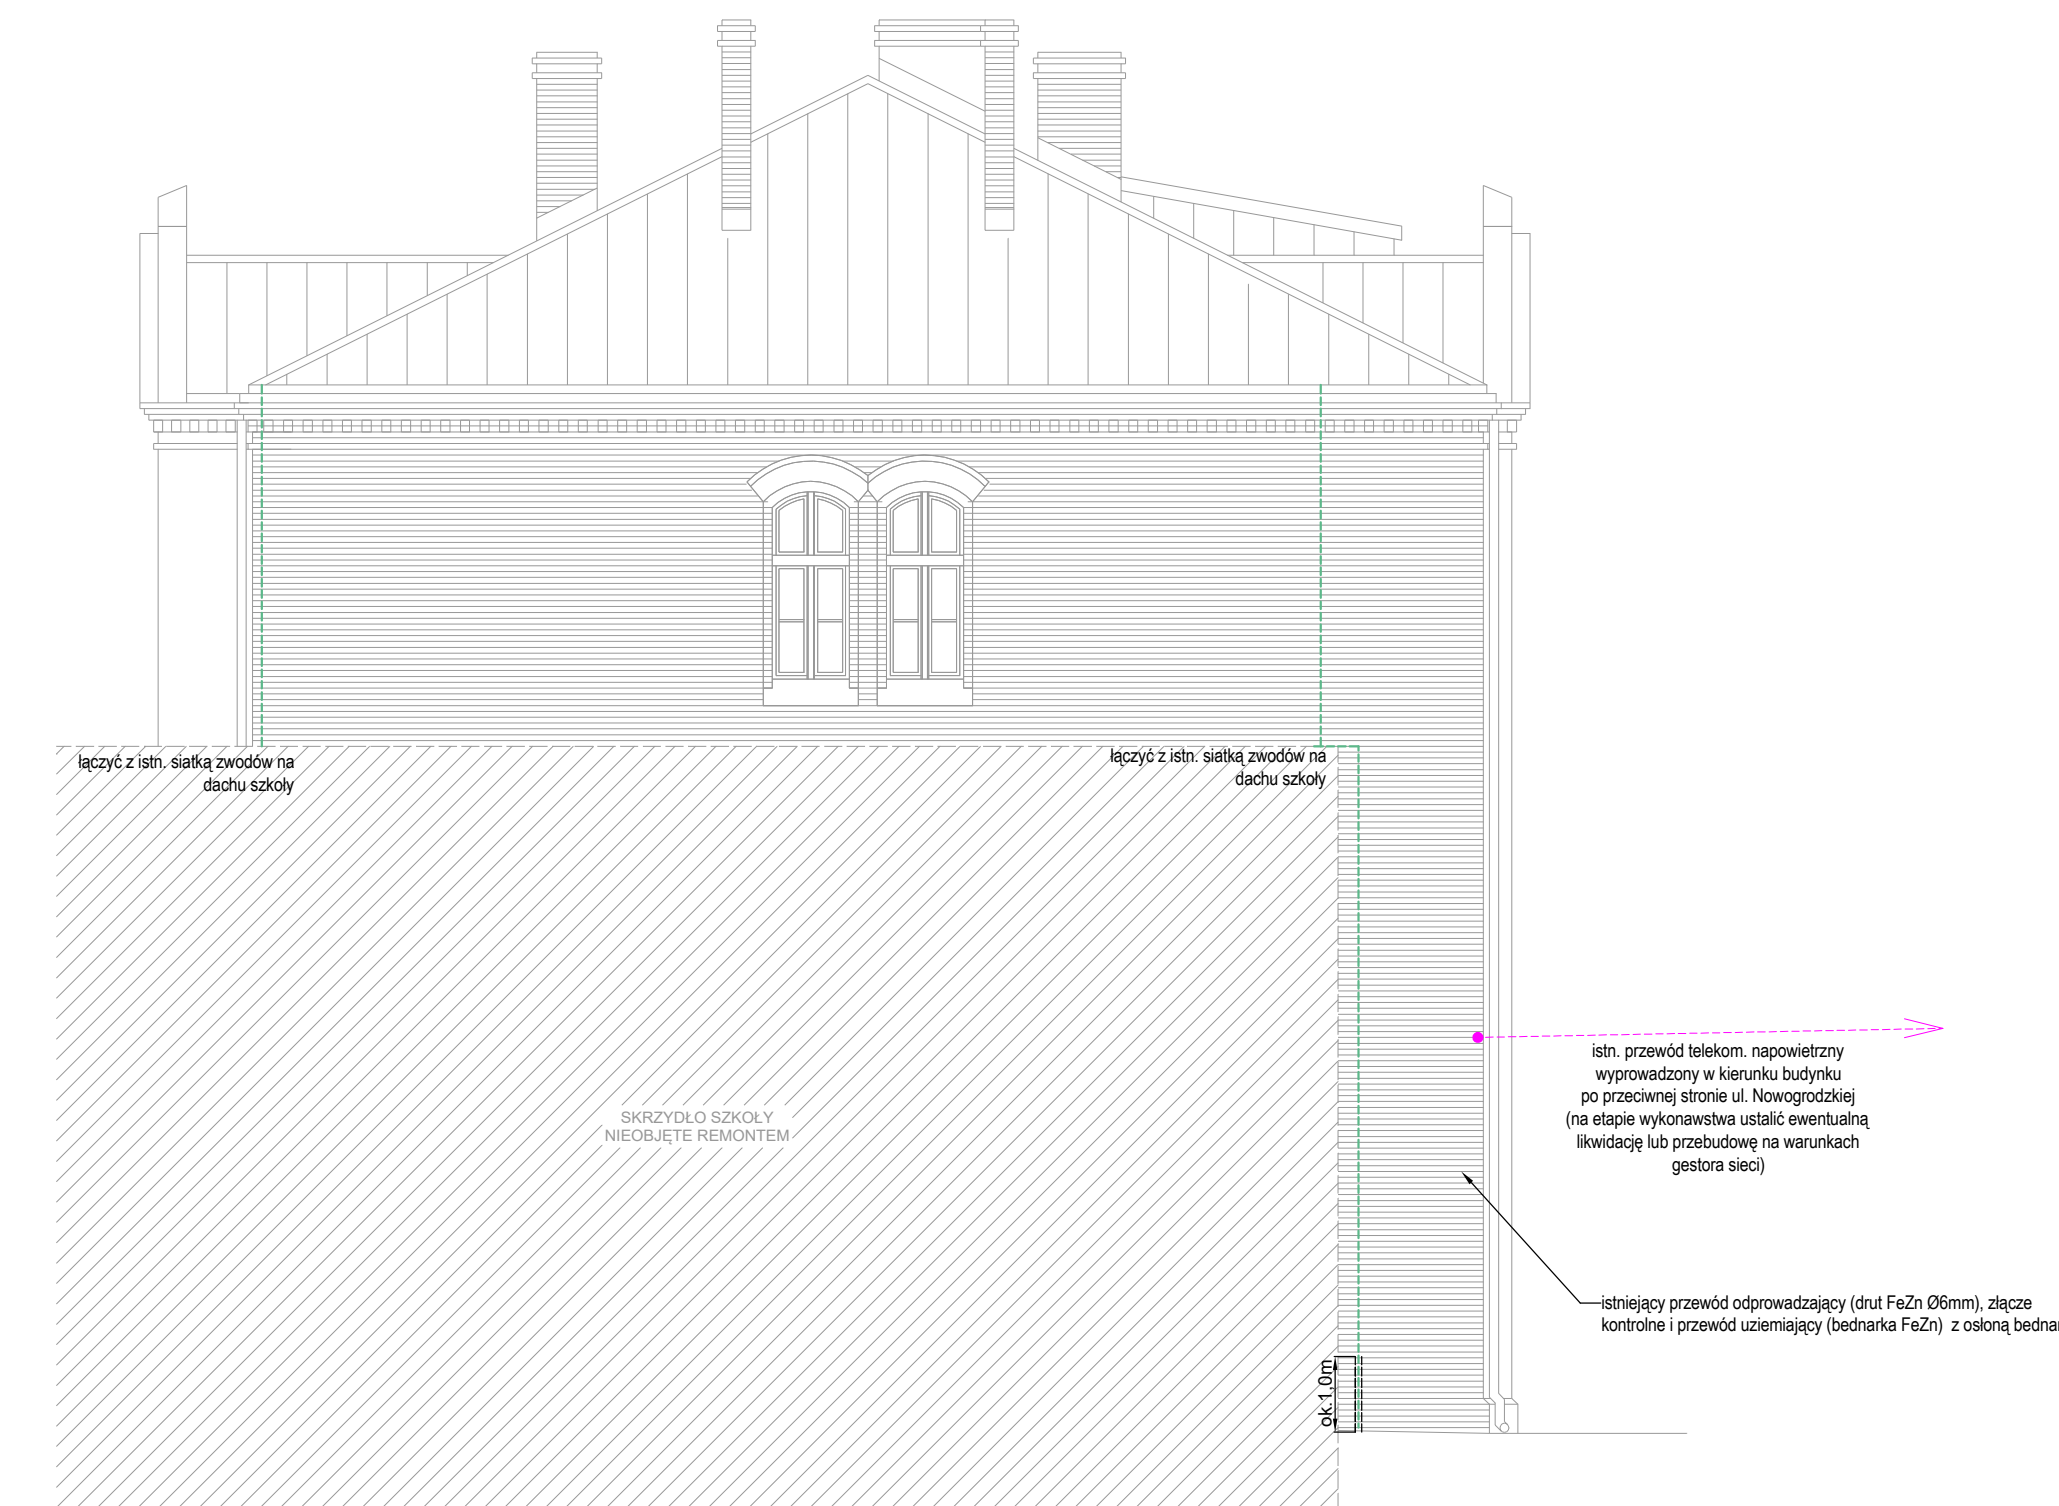 łączyć z istn. siatką zwodów na
dachu szkoły
łączyć z istn. siatką zwodów na
dachu szkoły
SKRZYDŁO SZKOŁY
NIEOBJĘTE REMONTEM
istn. przewód telekom. napowietrzny
wyprowadzony w kierunku budynku
po przeciwnej stronie ul. Nowogrodzkiej
(na etapie wykonawstwa ustalić ewentualną
likwidację lub przebudowę na warunkach
gestora sieci)
istniejący przewód odprowadzający (drut FeZn Ø6mm), złącze
kontrolne i przewód uziemiający (bednarka FeZn) z osłoną
ok.1,0m